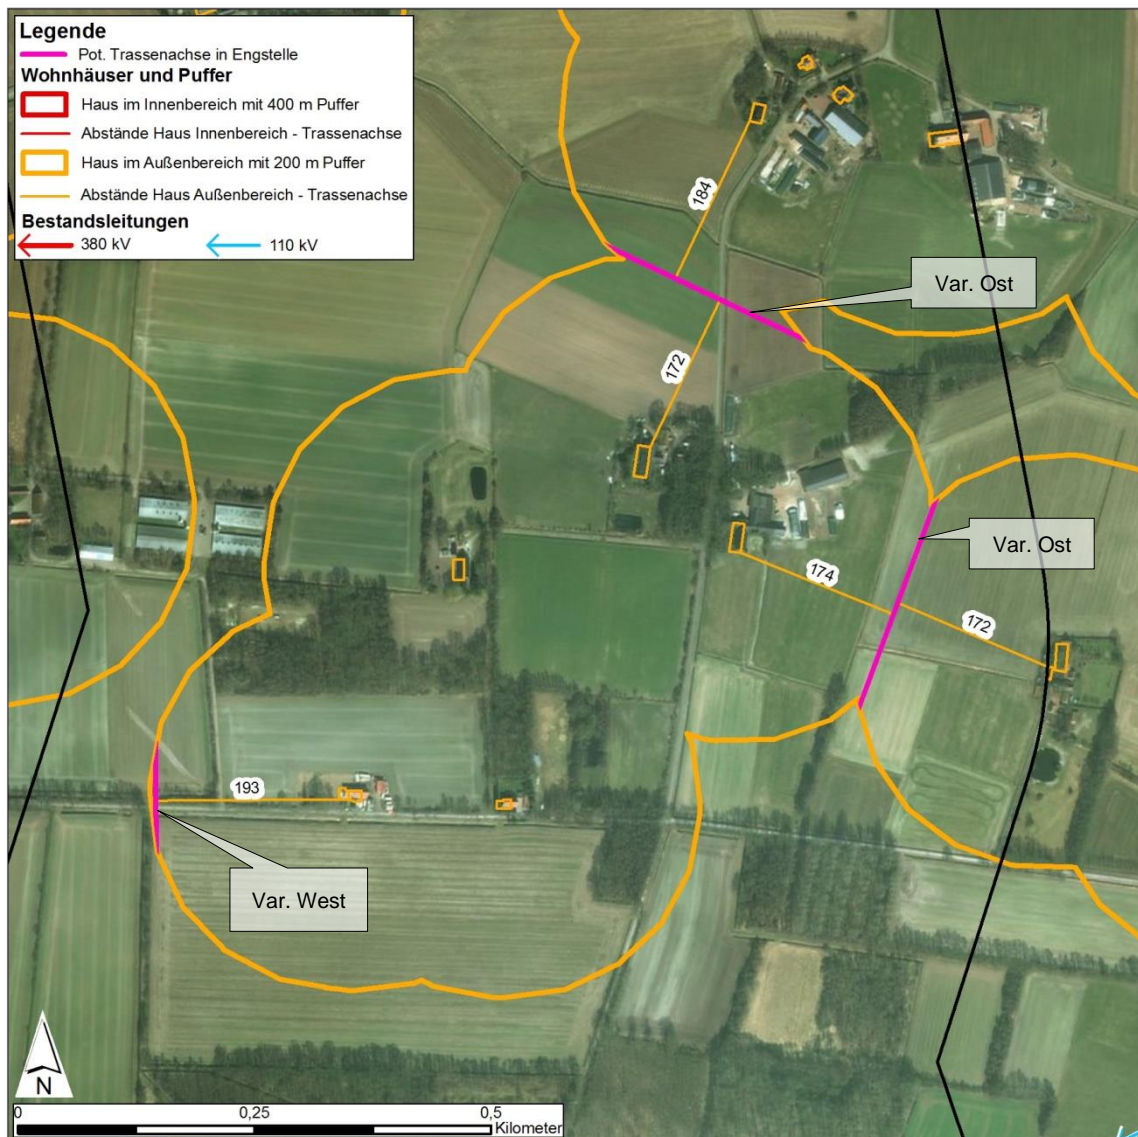 Legende
Pot. Trassenachse in Engstelle
Wohnhäuser und Puffer
Haus im Innenbereich mit 400 m Puffer
Abstände Haus Innenbereich - Trassenachse
Haus im Außenbereich mit 200 m Puffer
Abstände Haus Außenbereich - Trassenachse
Bestandsleitungen
380 kV 110 kV
184
Var. Ost
172
Var. Ost
174
172
193
Var. West
N
0 0,25 0,5
Kilometer